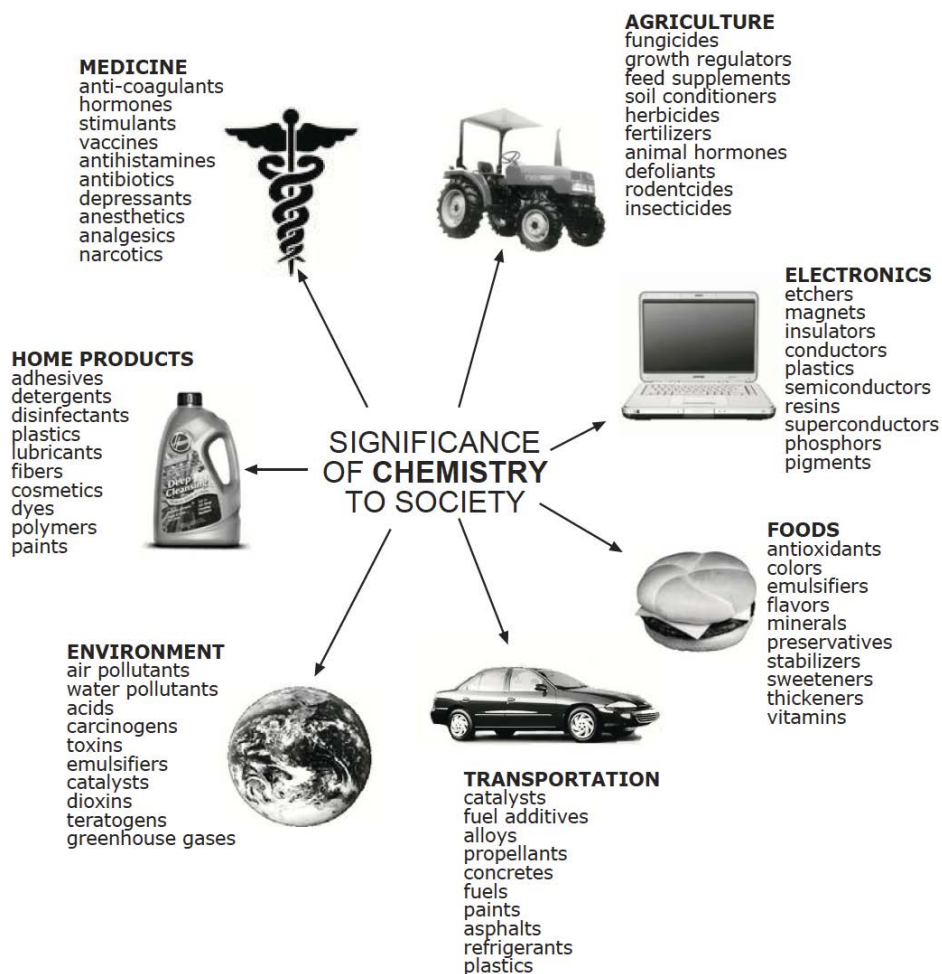 MEDICINE
anti-coagulants
hormones
stimulants
vaccines
antihistamines
antibiotics
depressants
anesthetics
analgesics
narcotics
AGRICULTURE
fungicides
growth regulators
feed supplements
soil conditioners
herbicides
fertilizers
animal hormones
defoliants
rodentcides
insecticides
HOME PRODUCTS
adhesives
detergents
disinfectants
plastics
lubricants
fibers
cosmetics
dyes
polymers
paints
Deep
Cleansing
SIGNIFICANCE
OF CHEMISTRY
TO SOCIETY
ELECTRONICS
etchers
magnets
insulators
conductors
plastics
semiconductors
resins
superconductors
phosphors
pigments
FOODS
antioxidants
colors
emulsifiers
flavors
minerals
preservatives
stabilizers
sweeteners
thickeners
vitamins
ENVIRONMENT
air pollutants
water pollutants
acids
carcinogens
toxins
emulsifiers
catalysts
dioxins
teratogens
greenhouse gases
TRANSPORTATION
catalysts
fuel additives
alloys
propellants
concretes
fuels
paints
asphalts
refrigerants
plastics